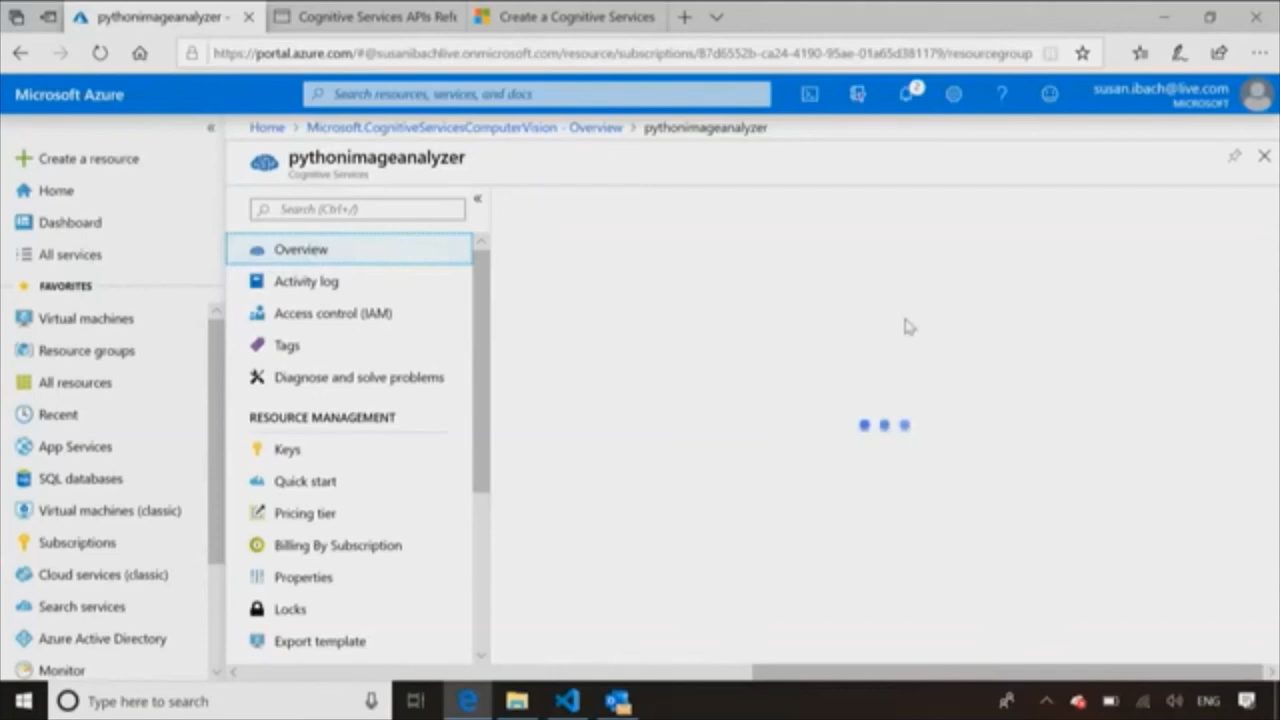 pythonimageanalyzer -
Cognitive Services APIs Ref
Create a Cognitive Services
https://portal.azure.com/#@susanibachlive.onmicrosoft.com/resource/subscriptions/87d6552b-ca24-4190-95ae-01a65d381179/resourcegroup
Microsoft Azure
Search resources, services, and docs
2
susan.ibach@live.com
MICROSOFT
Home > Microsoft.CognitiveServicesComputerVision - Overview > pythonimageanalyzer
Create a resource
Home
Dashboard
All services
FAVORITES
Virtual machines
Resource groups
All resources
Recent
App Services
SQL databases
Virtual machines (classic)
Subscriptions
Cloud services (classic)
Search services
Azure Active Directory
Monitor
pythonimageanalyzer
Cognitive Services
Search (Ctrl+/)
Overview
Activity log
Access control (IAM)
Tags
Diagnose and solve problems
RESOURCE MANAGEMENT
Keys
Quick start
Pricing tier
Billing By Subscription
Properties
Locks
Export template
Type here to search
ENG